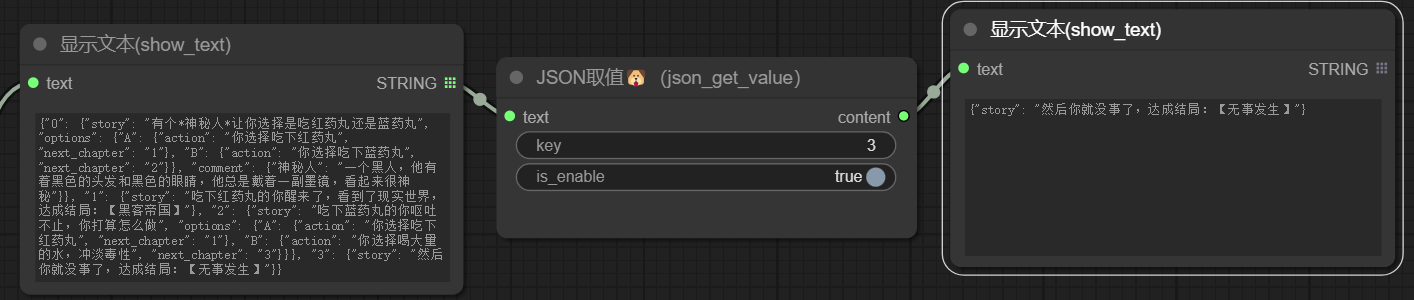 显示文本(show_text)
text
STRING
{"0": {"story": "有个*神秘人*让你选择是吃红药丸还是蓝药丸",
"options": {"A": {"action": "你选择吃下红药丸",
"next_chapter": "1"}, "B": {"action": "你选择吃下蓝药丸",
"next_chapter": "2"}}, "comment": {"神秘人": "一个黑人，他有
着黑色的头发和黑色的眼睛，他总是戴着一副墨镜，看起来很神
秘"}}, "1": {"story": "吃下红药丸的你醒来了，看到了现实世界，
达成结局：【黑客帝国】"}, "2": {"story": "吃下蓝药丸的你呕吐
不止，你打算怎么做", "options": {"A": {"action": "你选择吃下
红药丸", "next_chapter": "1"}, "B": {"action": "你选择喝大量
的水，冲淡毒性", "next_chapter": "3"}}}, "3": {"story": "然后
你就没事了，达成结局：【无事发生】"}}
JSON取值🐶（json_get_value）
text
content
key
3
is_enable
true
显示文本(show_text)
text
STRING
{"story": "然后你就没事了，达成结局：【无事发生】"}